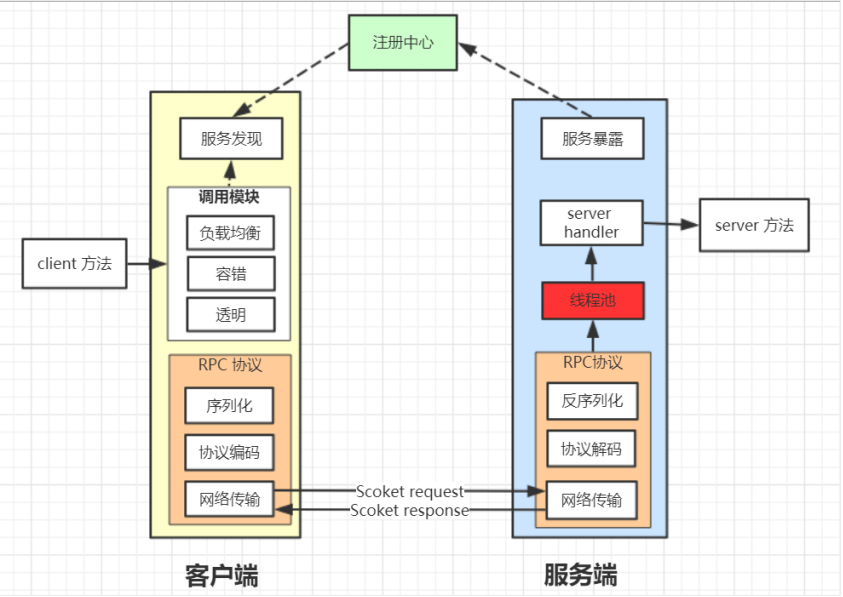 注册中心
服务发现
调用模块
负载均衡
容错
透明
client 方法
RPC 协议
序列化
协议编码
网络传输
客户端
Scoket request
Scoket response
服务暴露
server
handler
server 方法
线程池
RPC协议
反序列化
协议解码
网络传输
服务端